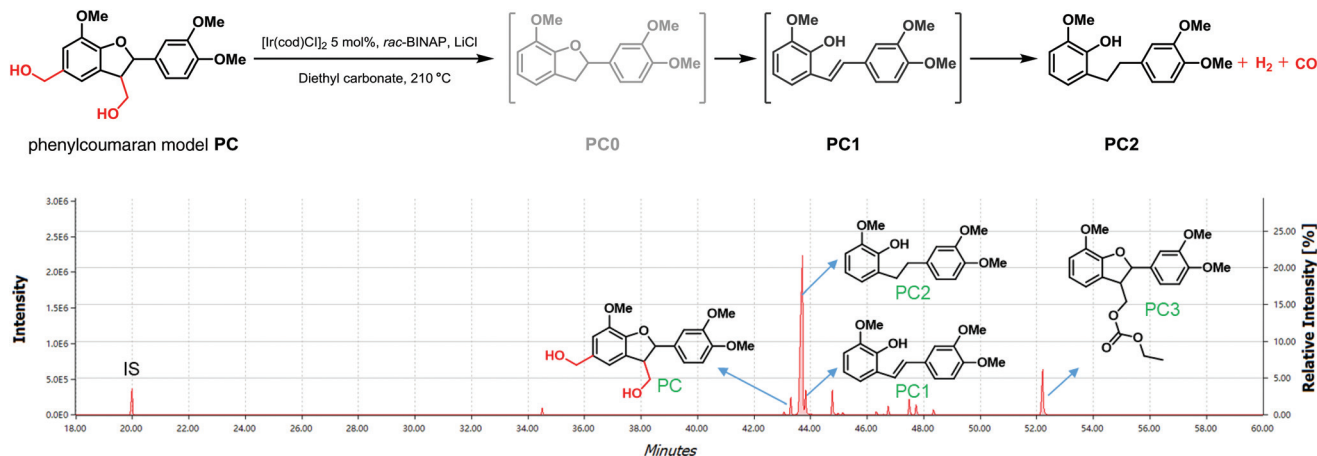 OMe
O
OMe
OMe
HO
HO
[Ir(cod)Cl]2 5 mol%, rac-BINAP, LiCl
Diethyl carbonate, 210 °C
OMe
O
OMe
OMe
OMe
OH
OMe
OMe
OMe
OH
OMe
OMe + H2 + CO
phenylcoumaran model PC
PC0
PC1
PC2
Intensity
3.0E6
2.5E6
2.0E6
1.5E6
1.0E6
5.0E5
0.0E0
IS
OMe
O
OMe
OMe
HO
HO
PC
OMe
OH
OMe
OMe
PC2
OMe
OH
OMe
OMe
PC1
OMe
O
OMe
OMe
PC3
O
O
O
25.00
20.00
15.00
10.00
5.00
0.00
Relative Intensity [%]
18.00 20.00 22.00 24.00 26.00 28.00 30.00 32.00 34.00 36.00 38.00 40.00 42.00 44.00 46.00 48.00 50.00 52.00 54.00 56.00 58.00 60.00
Minutes